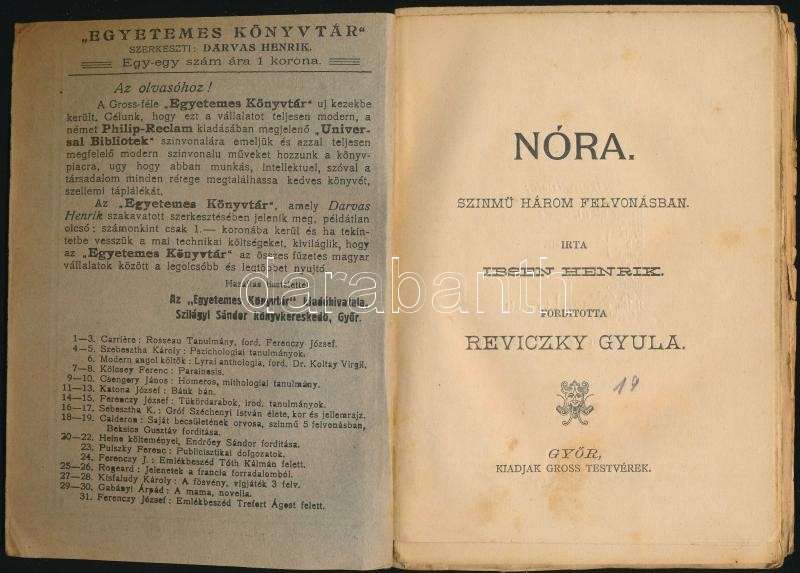 „EGYETEMES KÖNYVTÁR“
SZERKESZTI: DARVAS HENRIK.
Egy-egy szám ára 1 korona.
Az olvasóhoz!
A Gross-féle „Egyetemes Könyvtár“ uj kezekbe
került. Célunk, hogy ezt a vállalatot teljesen modern, a
német Philip-Reclam kiadásában megjelenő „Univer-
sal Bibliotek“ szinvonalára emeljük és azzal teljesen
megfelelő modern szinvonalu műveket hozzunk a könyv-
piacra, ugy hogy abban munkás, intellektuel, szóval a
társadalom minden rétege megtalálhassa kedves könyvét,
szellemi táplálékát.
Az „Egyetemes Könyvtár“, amely Darvas
Henrik szakavatott szerkesztésében jelenik meg, példátlan
olcsó: számonkint csak 1.— koronába kerül és ha tekin-
tetbe vesszük a mai technikai költségeket, kiviláglik, hogy
az „Egyetemes Könyvtár“ az összes füzetes magyar
vállalatok között a legolcsóbb és legtöbbet nyujtó.
Hazafias tisztelettel
Az „Egyetemes Könyvtár“ kiadóhivatala.
Szilágyi Sándor könyvkereskedő, Győr.
1—3. Carrière: Rosseau Tanulmány, ford. Ferenczy József.
4—5. Szebesztha Károly: Pszichologiai tanulmányok.
6. Modern angol költők: Lyrai anthologia, ford. Dr. Koltay Virgil.
7—8. Kölcsey Ferenc: Parainesis.
9—10. Csengery János: Homeros, mithologiai tanulmány.
11—13. Katona József: Bánk bán.
14—15. Ferenczy József: Tükördarabok, irod. tanulmányok.
16—17. Sebesztha K.: Gróf Széchenyi István élete, kor és jellemrajz.
18—19. Calderon: Saját becsületének orvosa, szinmű 5 felvonásban,
Beksics Gusztáv forditása.
20—22. Heine költeményei, Endrődy Sándor forditása.
23. Pulszky Ferenc: Publicisztikai dolgozatok.
24. Ferenczy J.: Emlékbeszéd Tóth Kálmán felett.
25—26. Rogeard: Jelenetek a francia forradalomból.
27—28. Kisfaludy Károly: A fösvény, vigjáték 3 felv.
29—30. Gabányi Árpád: A mama, novella.
31. Ferenczy József: Emlékbeszéd Trefort Ágost felett.
NÓRA.
SZINMŰ HÁROM FELVONÁSBAN.
IRTA
IBSEN HENRIK.
FORDITOTTA
REVICZKY GYULA.
19
GYŐR,
KIADJAK GROSS TESTVÉREK.
darabanth